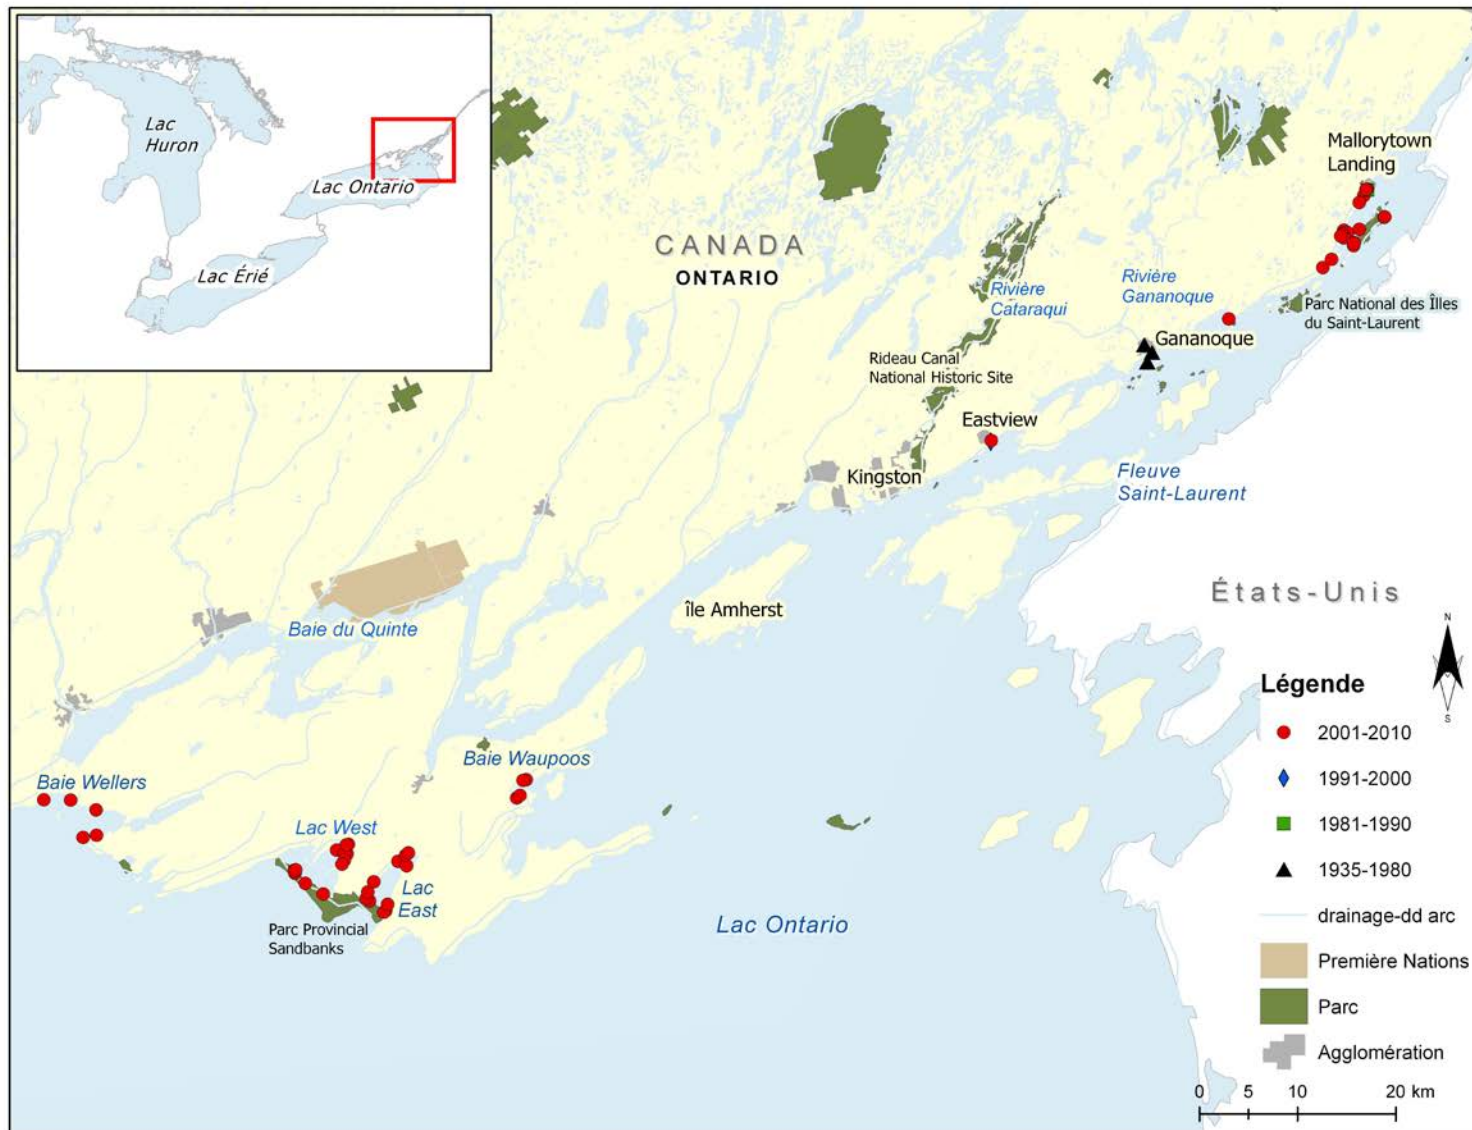 Lac
Huron
Lac Ontario
Lac Érié
CANADA
ONTARIO
Mallorytown
Landing
Rivière
Cataraqui
Rivière
Gananoque
Parc National des Îlles
du Saint-Laurent
Gananoque
Rideau Canal
National Historic Site
Eastview
Kingston
Fleuve
Saint-Laurent
États-Unis
île Amherst
Baie du Quinte
Baie Wellers
Baie Waupoos
Lac West
Lac
East
Parc Provincial
Sandbanks
Lac Ontario
N
S
Légende
2001-2010
1991-2000
1981-1990
1935-1980
drainage-dd arc
Première Nations
Parc
Agglomération
0 5 10 20 km